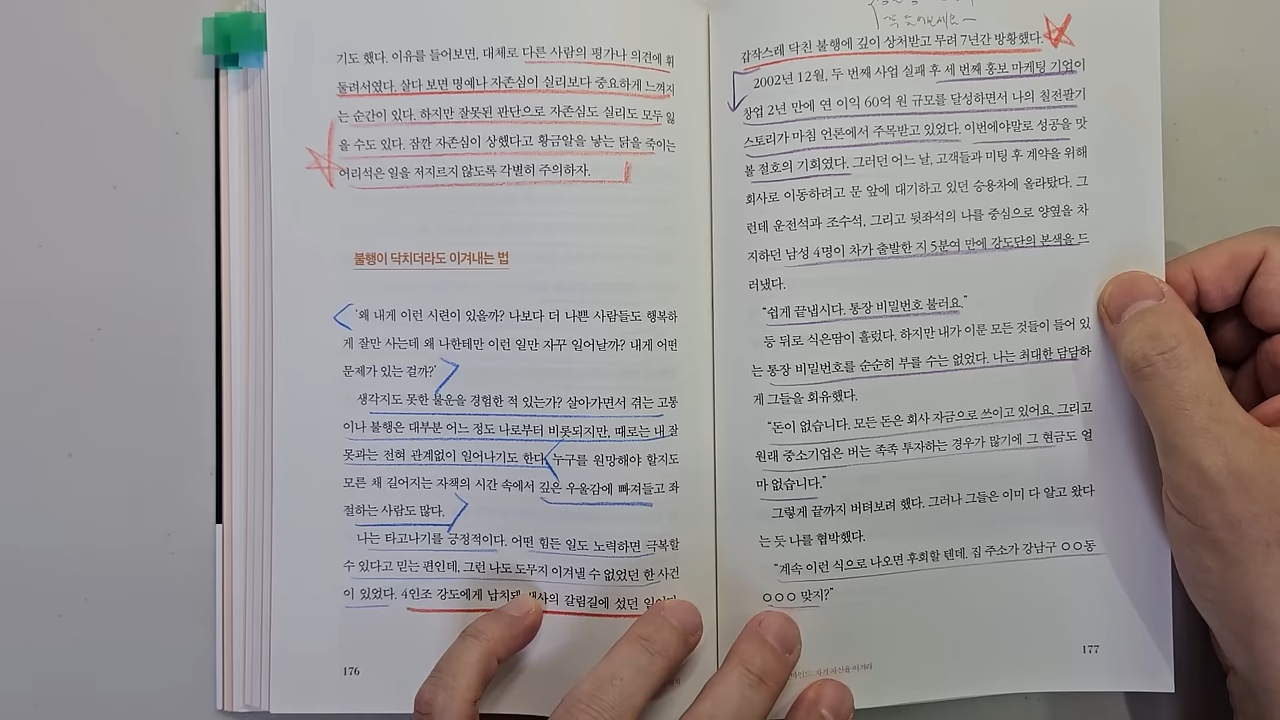 기도 했다. 이유를 들어보면, 대체로 다른 사람의 평가나 의견에 휘
둘려서였다. 살다 보면 명예나 자존심이 실리보다 중요하게 느껴지
는 순간이 있다. 하지만 잘못된 판단으로 자존심도 실리도 모두 잃
을 수도 있다. 잠깐 자존심이 상했다고 황금알을 낳는 닭을 죽이는
어리석은 일을 저지르지 않도록 각별히 주의하자.
불행이 닥치더라도 이겨내는 법
'왜 내게 이런 시련이 있을까? 나보다 더 나쁜 사람들도 행복하
게 잘만 사는데 왜 나한테만 이런 일만 자꾸 일어날까? 내게 어떤
문제가 있는 걸까?'
생각지도 못한 불운을 경험한 적 있는가? 살아가면서 겪는 고통
이나 불행은 대부분 어느 정도 나로부터 비롯되지만, 때로는 내 잘
못과는 전혀 관계없이 일어나기도 한다. 누구를 원망해야 할지도
모른 채 길어지는 자책의 시간 속에서 깊은 우울감에 빠져들고 좌
절하는 사람도 많다.
나는 타고나기를 긍정적이다. 어떤 힘든 일도 노력하면 극복할
수 있다고 믿는 편인데, 그런 나도 도무지 이겨낼 수 없었던 한 사건
이 있었다. 4인조 강도에게 납치돼 생사의 갈림길에 섰던
176
꼭 들어보세요~
갑작스레 닥친 불행에 깊이 상처받고 무려 7년간 방황했다.
2002년 12월, 두 번째 사업 실패 후 세 번째 홍보 마케팅 기업이
창업 2년 만에 연 이익 60억 원 규모를 달성하면서 나의 칠전팔기
스토리가 마침 언론에서 주목받고 있었다. 이번에야말로 성공을 맛
볼 절호의 기회였다. 그러던 어느 날, 고객들과 미팅 후 계약을 위해
회사로 이동하려고 문 앞에 대기하고 있던 승용차에 올라탔다. 그
런데 운전석과 조수석, 그리고 뒷좌석의 나를 중심으로 양옆을 차
지하던 남성 4명이 차가 출발한 지 5분여 만에 강도단의 본색을 드
러냈다.
"쉽게 끝냅시다. 통장 비밀번호 불러요."
등 뒤로 식은땀이 흘렀다. 하지만 내가 이룬 모든 것들이 들어 있
는 통장 비밀번호를 순순히 부를 수는 없었다. 나는 최대한 담담하
게 그들을 회유했다.
"돈이 없습니다. 모든 돈은 회사 자금으로 쓰이고 있어요. 그리고
원래 중소기업은 버는 족족 투자하는 경우가 많기에 그 현금도 얼
마 없습니다."
그렇게 끝까지 버텨보려 했다. 그러나 그들은 이미 다 알고 왔다
는 듯 나를 협박했다.
"계속 이런 식으로 나오면 후회할 텐데. 집 주소가 강남구 ○○동
○○○ 맞지?"
자기 자신을 이겨라
177